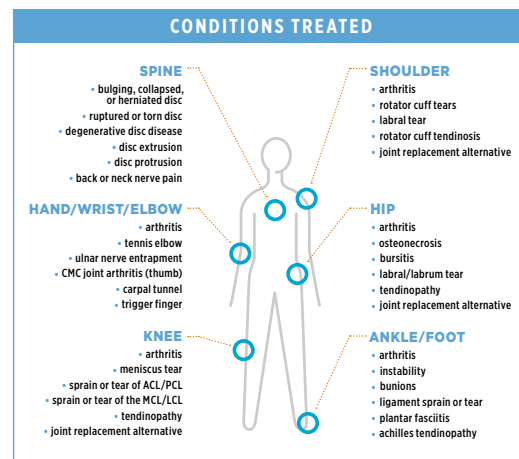 CONDITIONS TREATED
SPINE
• bulging, collapsed,
or herniated disc
• ruptured or torn disc
• degenerative disc disease
• disc extrusion
• disc protrusion
• back or neck nerve pain
SHOULDER
• arthritis
• rotator cuff tears
• labral tear
• rotator cuff tendinosis
• joint replacement alternative
HAND/WRIST/ELBOW
• arthritis
• tennis elbow
• ulnar nerve entrapment
• CMC joint arthritis (thumb)
• carpal tunnel
• trigger finger
HIP
• arthritis
• osteonecrosis
• bursitis
• labral/labrum tear
• tendinopathy
• joint replacement alternative
KNEE
• arthritis
• meniscus tear
• sprain or tear of ACL/PCL
• sprain or tear of the MCL/LCL
• tendinopathy
• joint replacement alternative
ANKLE/FOOT
• arthritis
• instability
• bunions
• ligament sprain or tear
• plantar fasciitis
• achilles tendinopathy